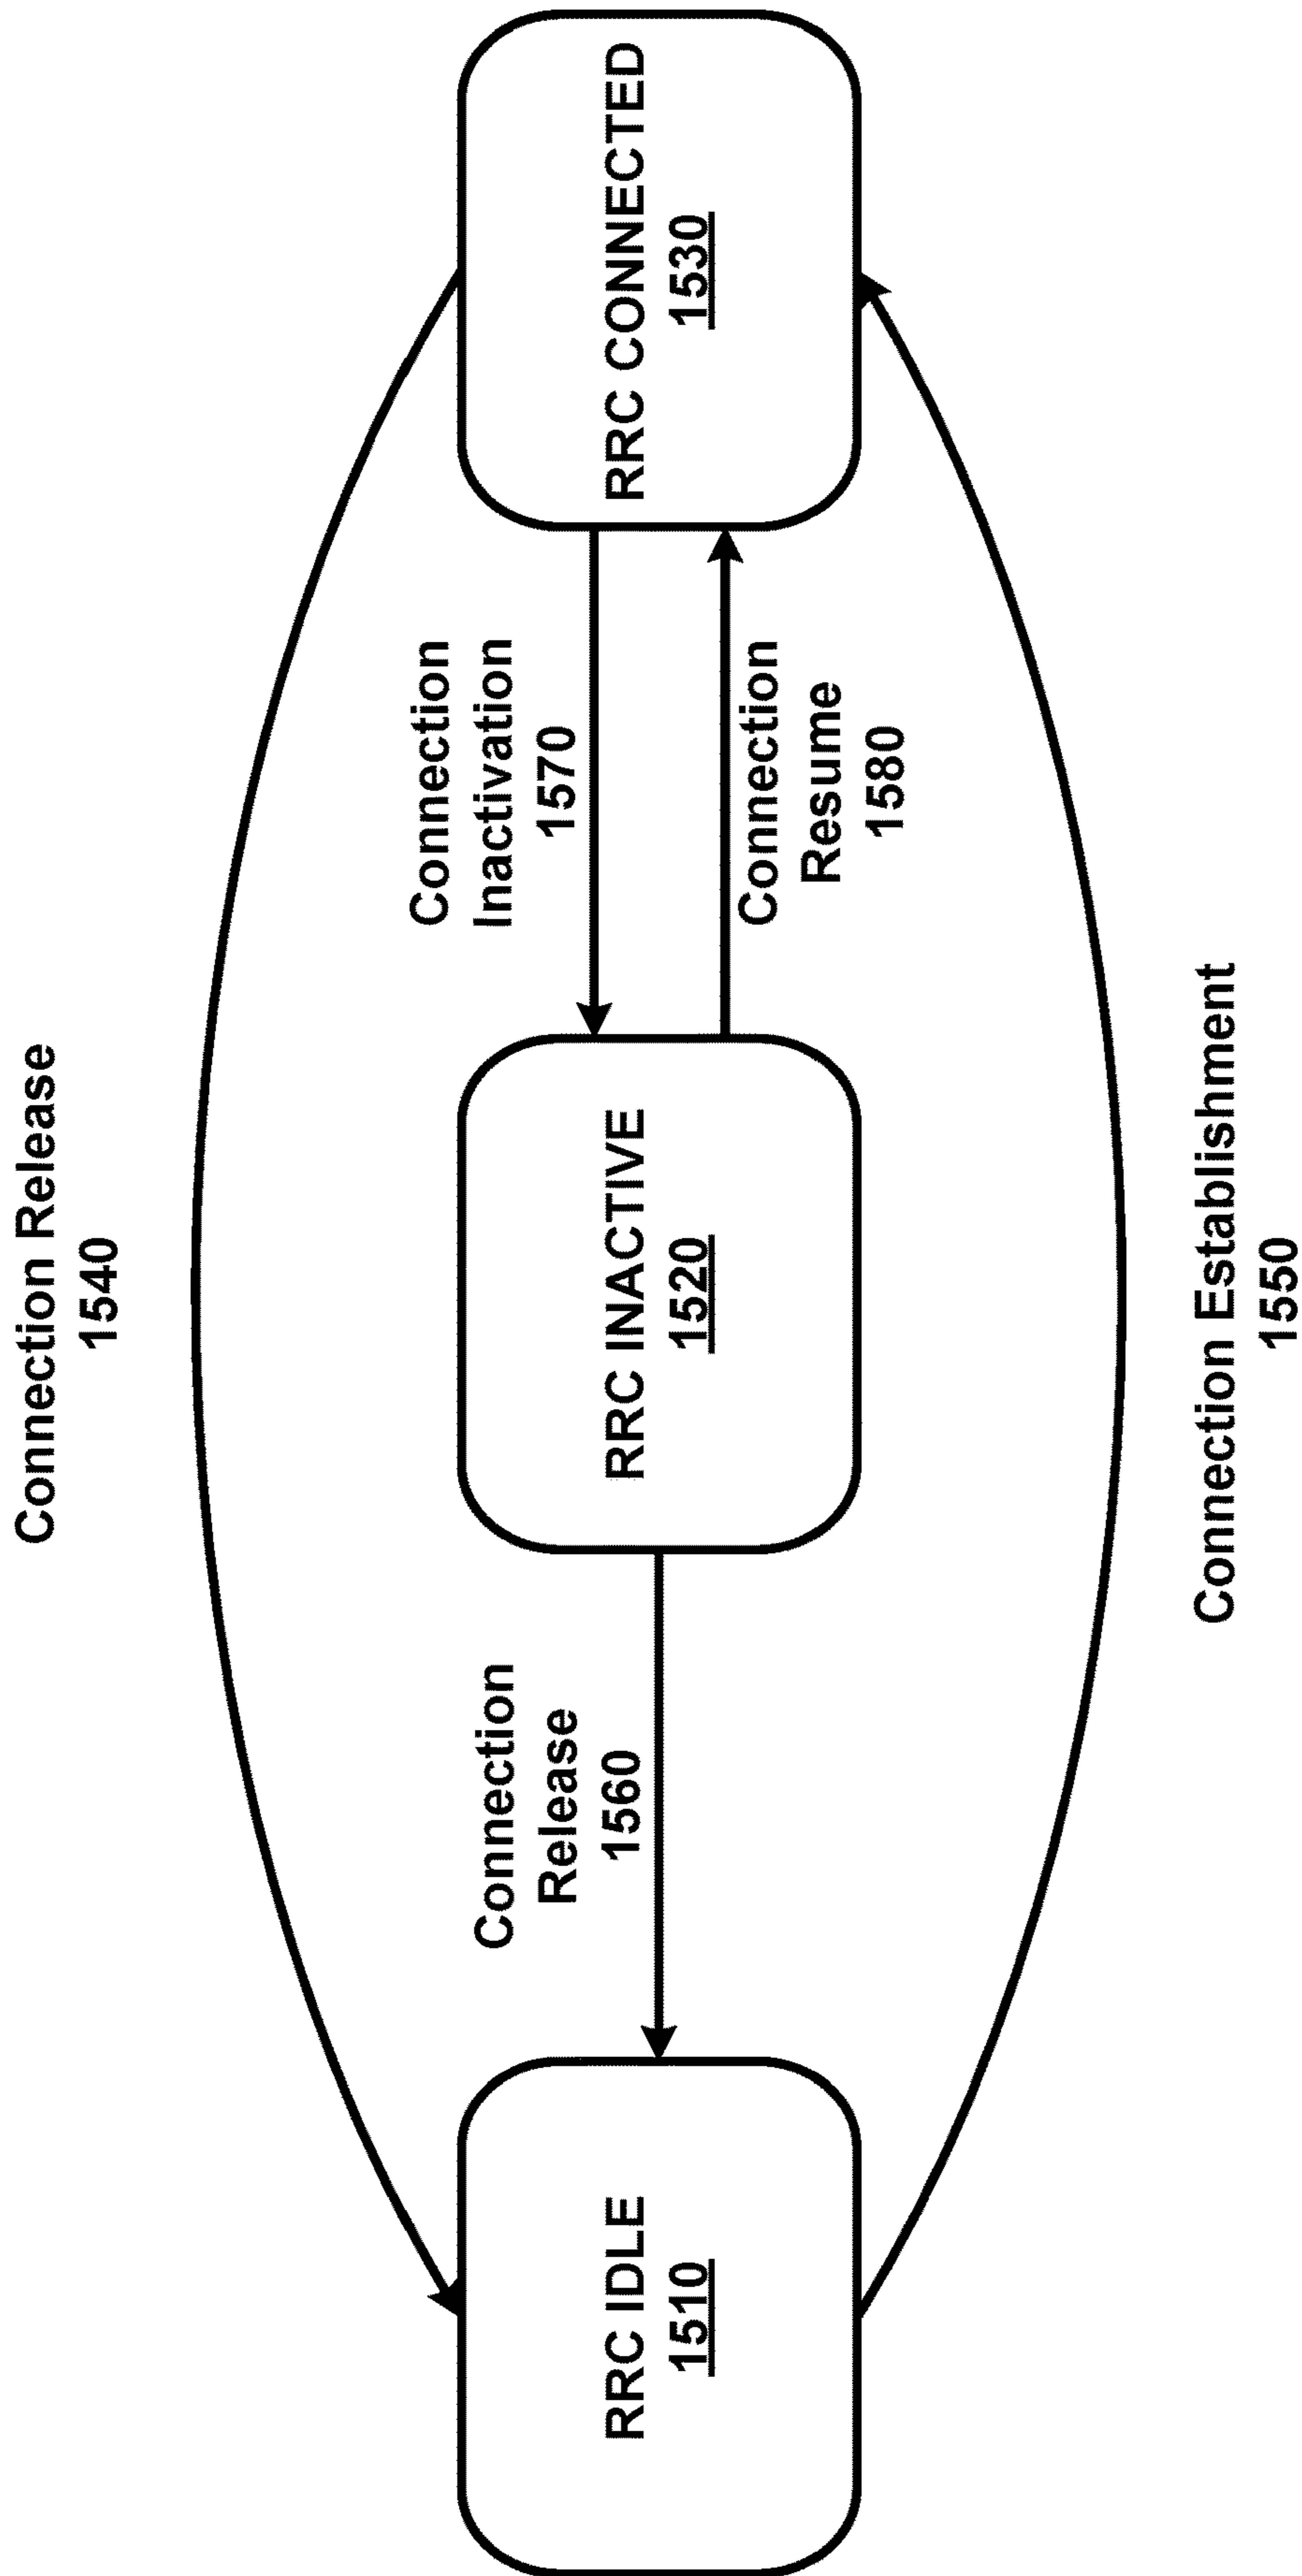 Connection Release
1540
RRC IDLE
1510
Connection
Release
1560
RRC INACTIVE
1520
Connection
Inactivation
1570
Connection
Resume
1580
RRC CONNECTED
1530
Connection Establishment
1550